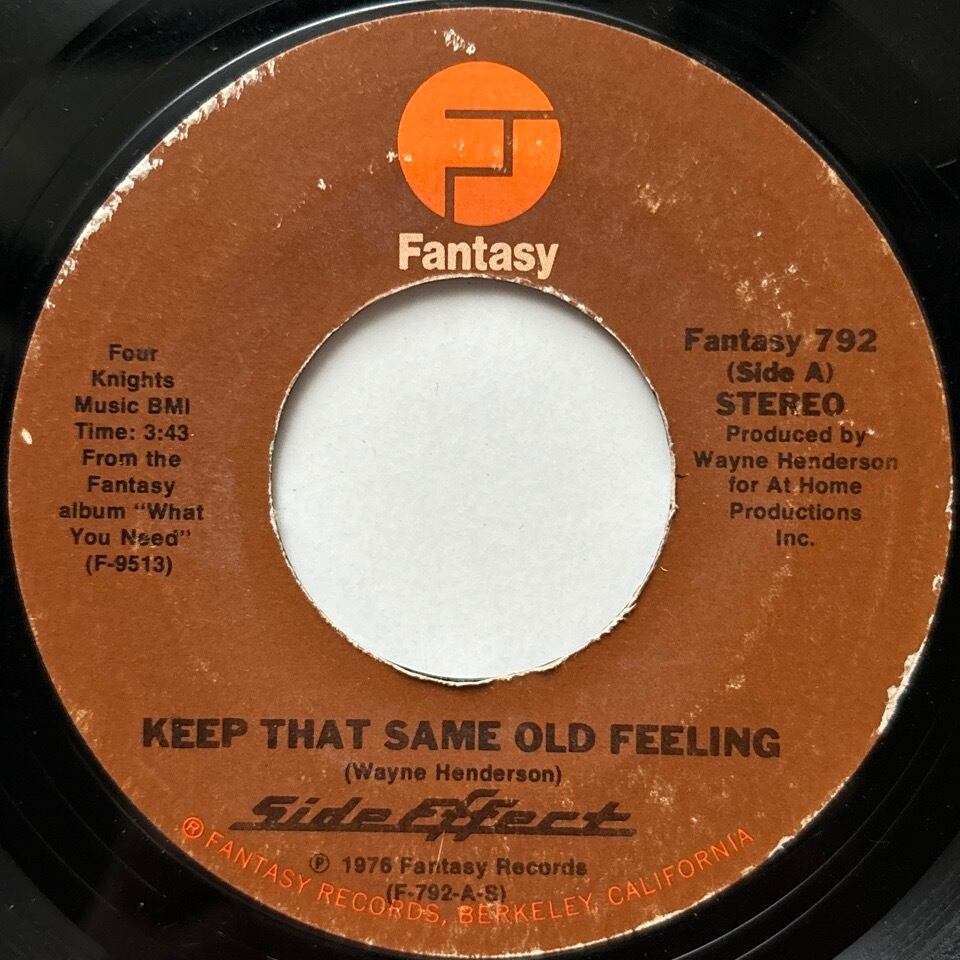 Fantasy
Four
Knights
Music BMI
Time: 3:43
From the
Fantasy
album "What
You Need"
(F-9513)
Fantasy 792
(Side A)
STEREO
Produced by
Wayne Henderson
for At Home
Productions
Inc.
KEEP THAT SAME OLD FEELING
(Wayne Henderson)
Side Effect
℗ 1976 Fantasy Records
(F-792-A-S)
® FANTASY RECORDS, BERKELEY, CALIFORNIA